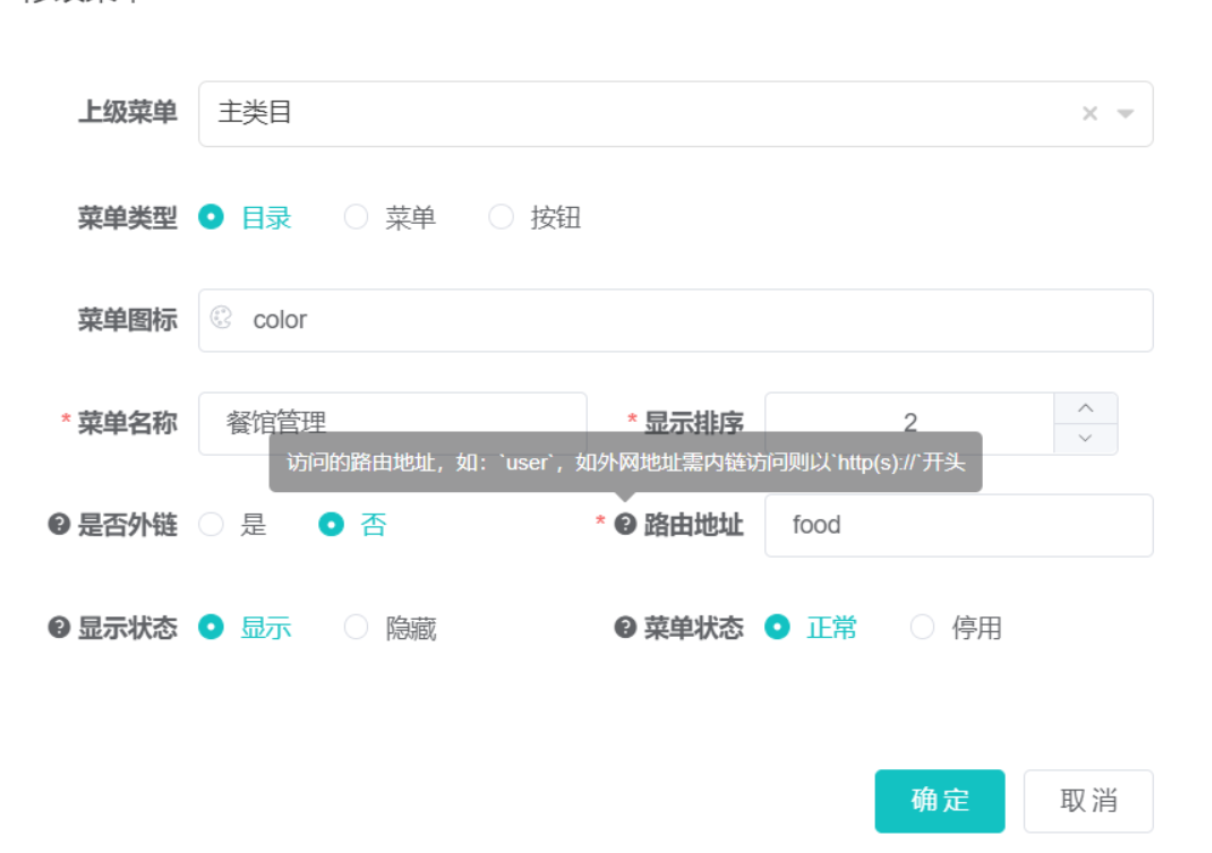 上级菜单 主类目
菜单类型 目录 菜单 按钮
菜单图标 color
* 菜单名称 餐馆管理 * 显示排序 2
访问的路由地址，如：`user`，如外网地址需内链访问则以`http(s)://`开头
是否外链 是 否 * 路由地址 food
显示状态 显示 隐藏 菜单状态 正常 停用
确定 取消